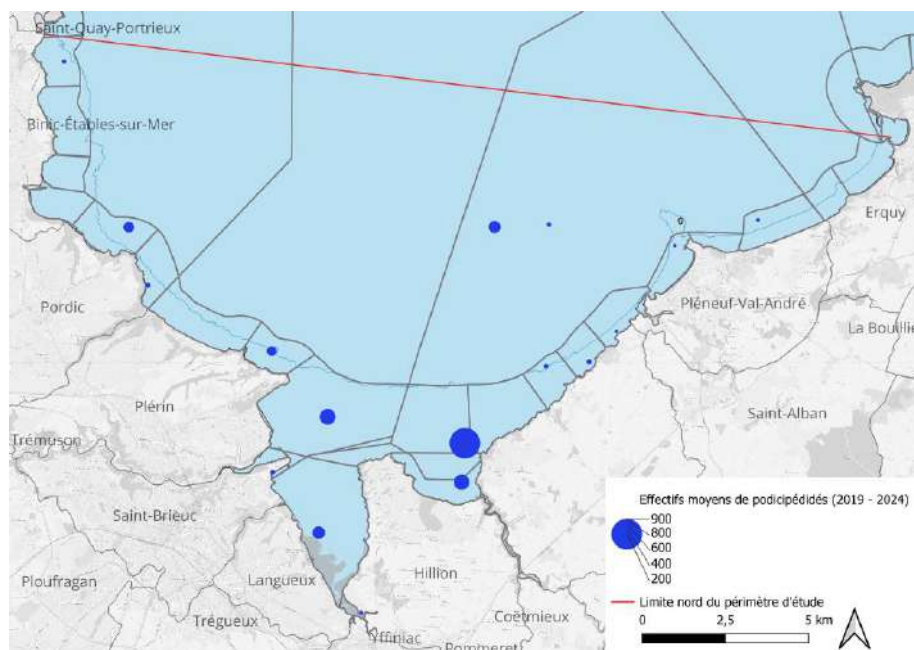 Saint-Quay-Portrieux
Binic-Étables-sur-Mer
Erquy
Pordic
Pléneuf-Val-André
La Bouillie
Plérin
Saint-Alban
Trémuson
Saint-Brieuc
Ploufragan
Langueux
Hillion
Trégueux
Coëtmieux
Yffiniac
Pommeret
Effectifs moyens de podicipédidés (2019 - 2024)
900
800
600
400
200
Limite nord du périmètre d'étude
0 2,5 5 km